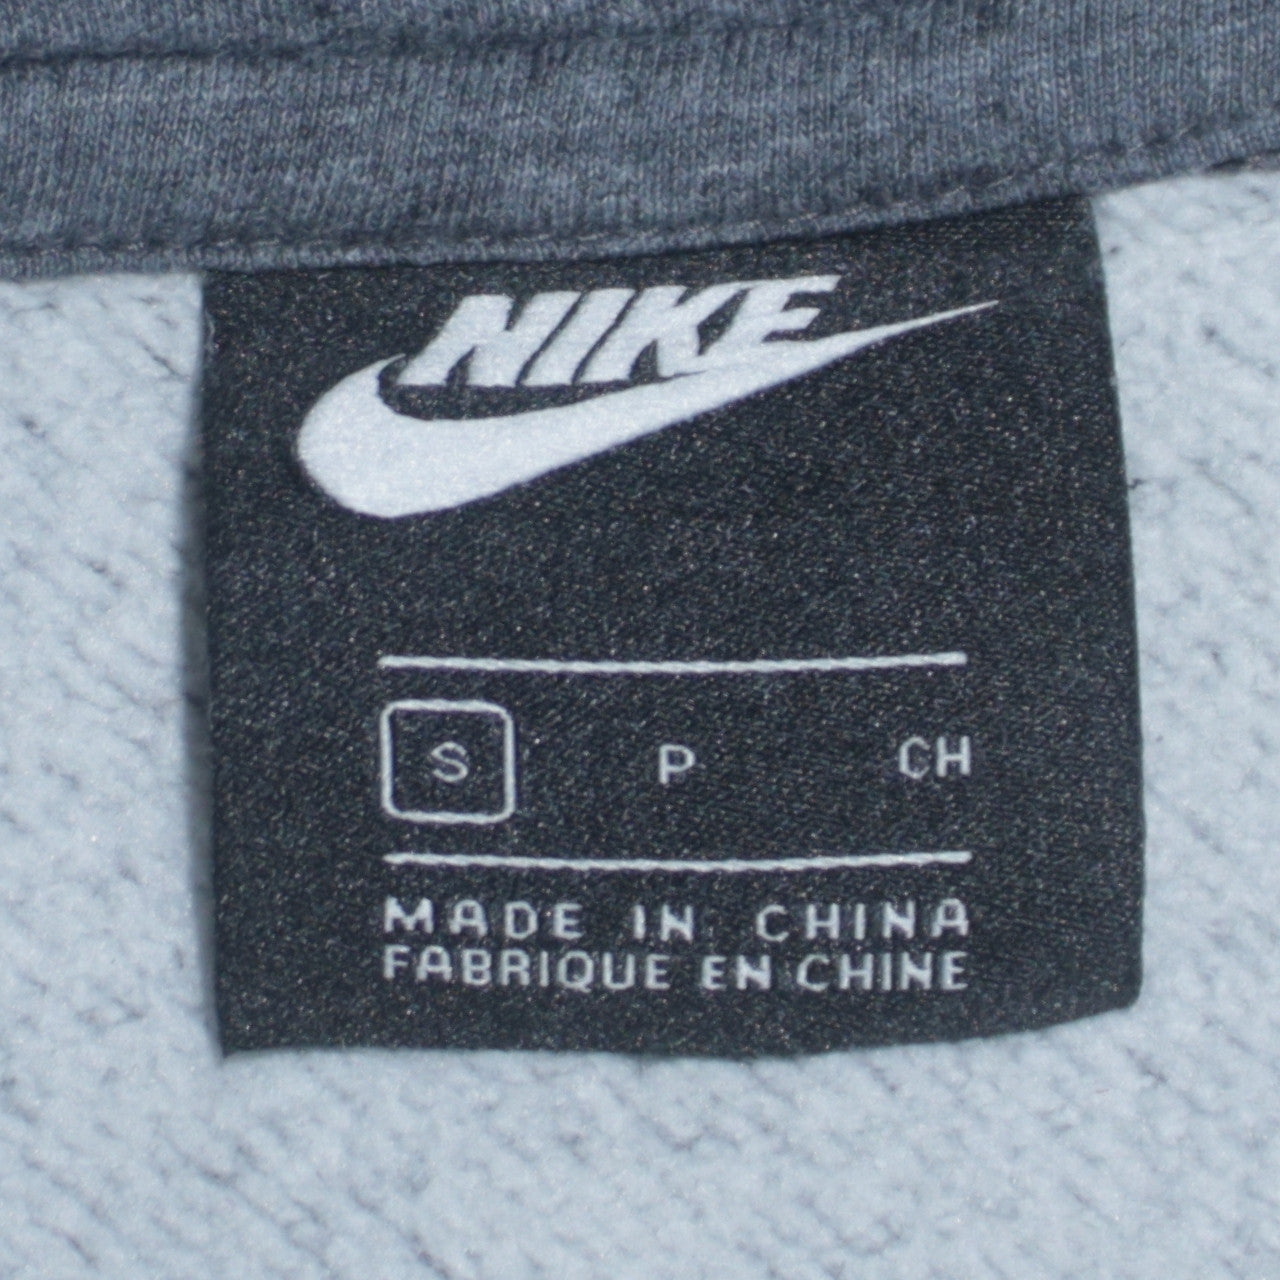 NIKE
S P CH
MADE IN CHINA
FABRIQUE EN CHINE